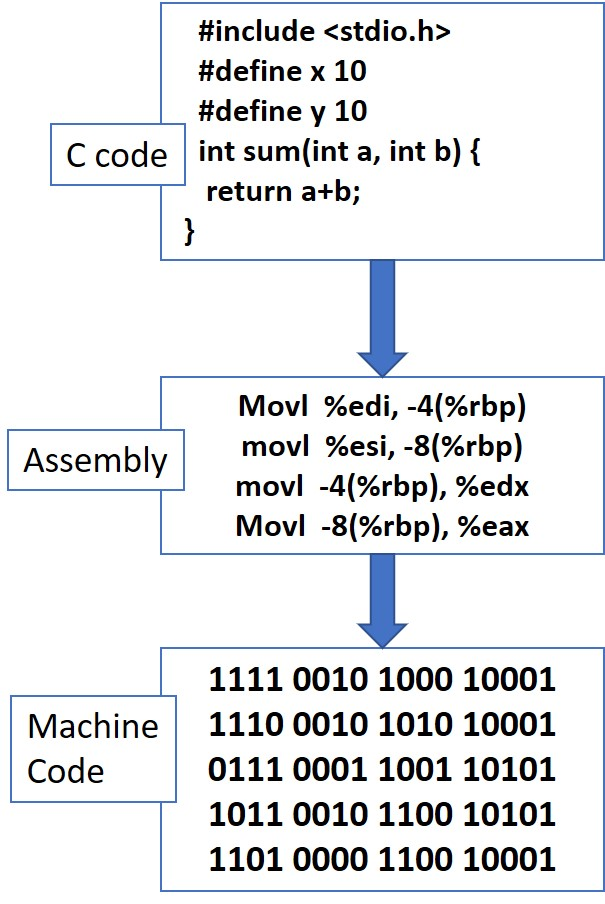 #include <stdio.h>
#define x 10
#define y 10
C code
int sum(int a, int b) {
return a+b;
}
Movl %edi, -4(%rbp)
movl %esi, -8(%rbp)
Assembly
movl -4(%rbp), %edx
Movl -8(%rbp), %eax
1111 0010 1000 10001
1110 0010 1010 10001
Machine
Code
0111 0001 1001 10101
1011 0010 1100 10101
1101 0000 1100 10001